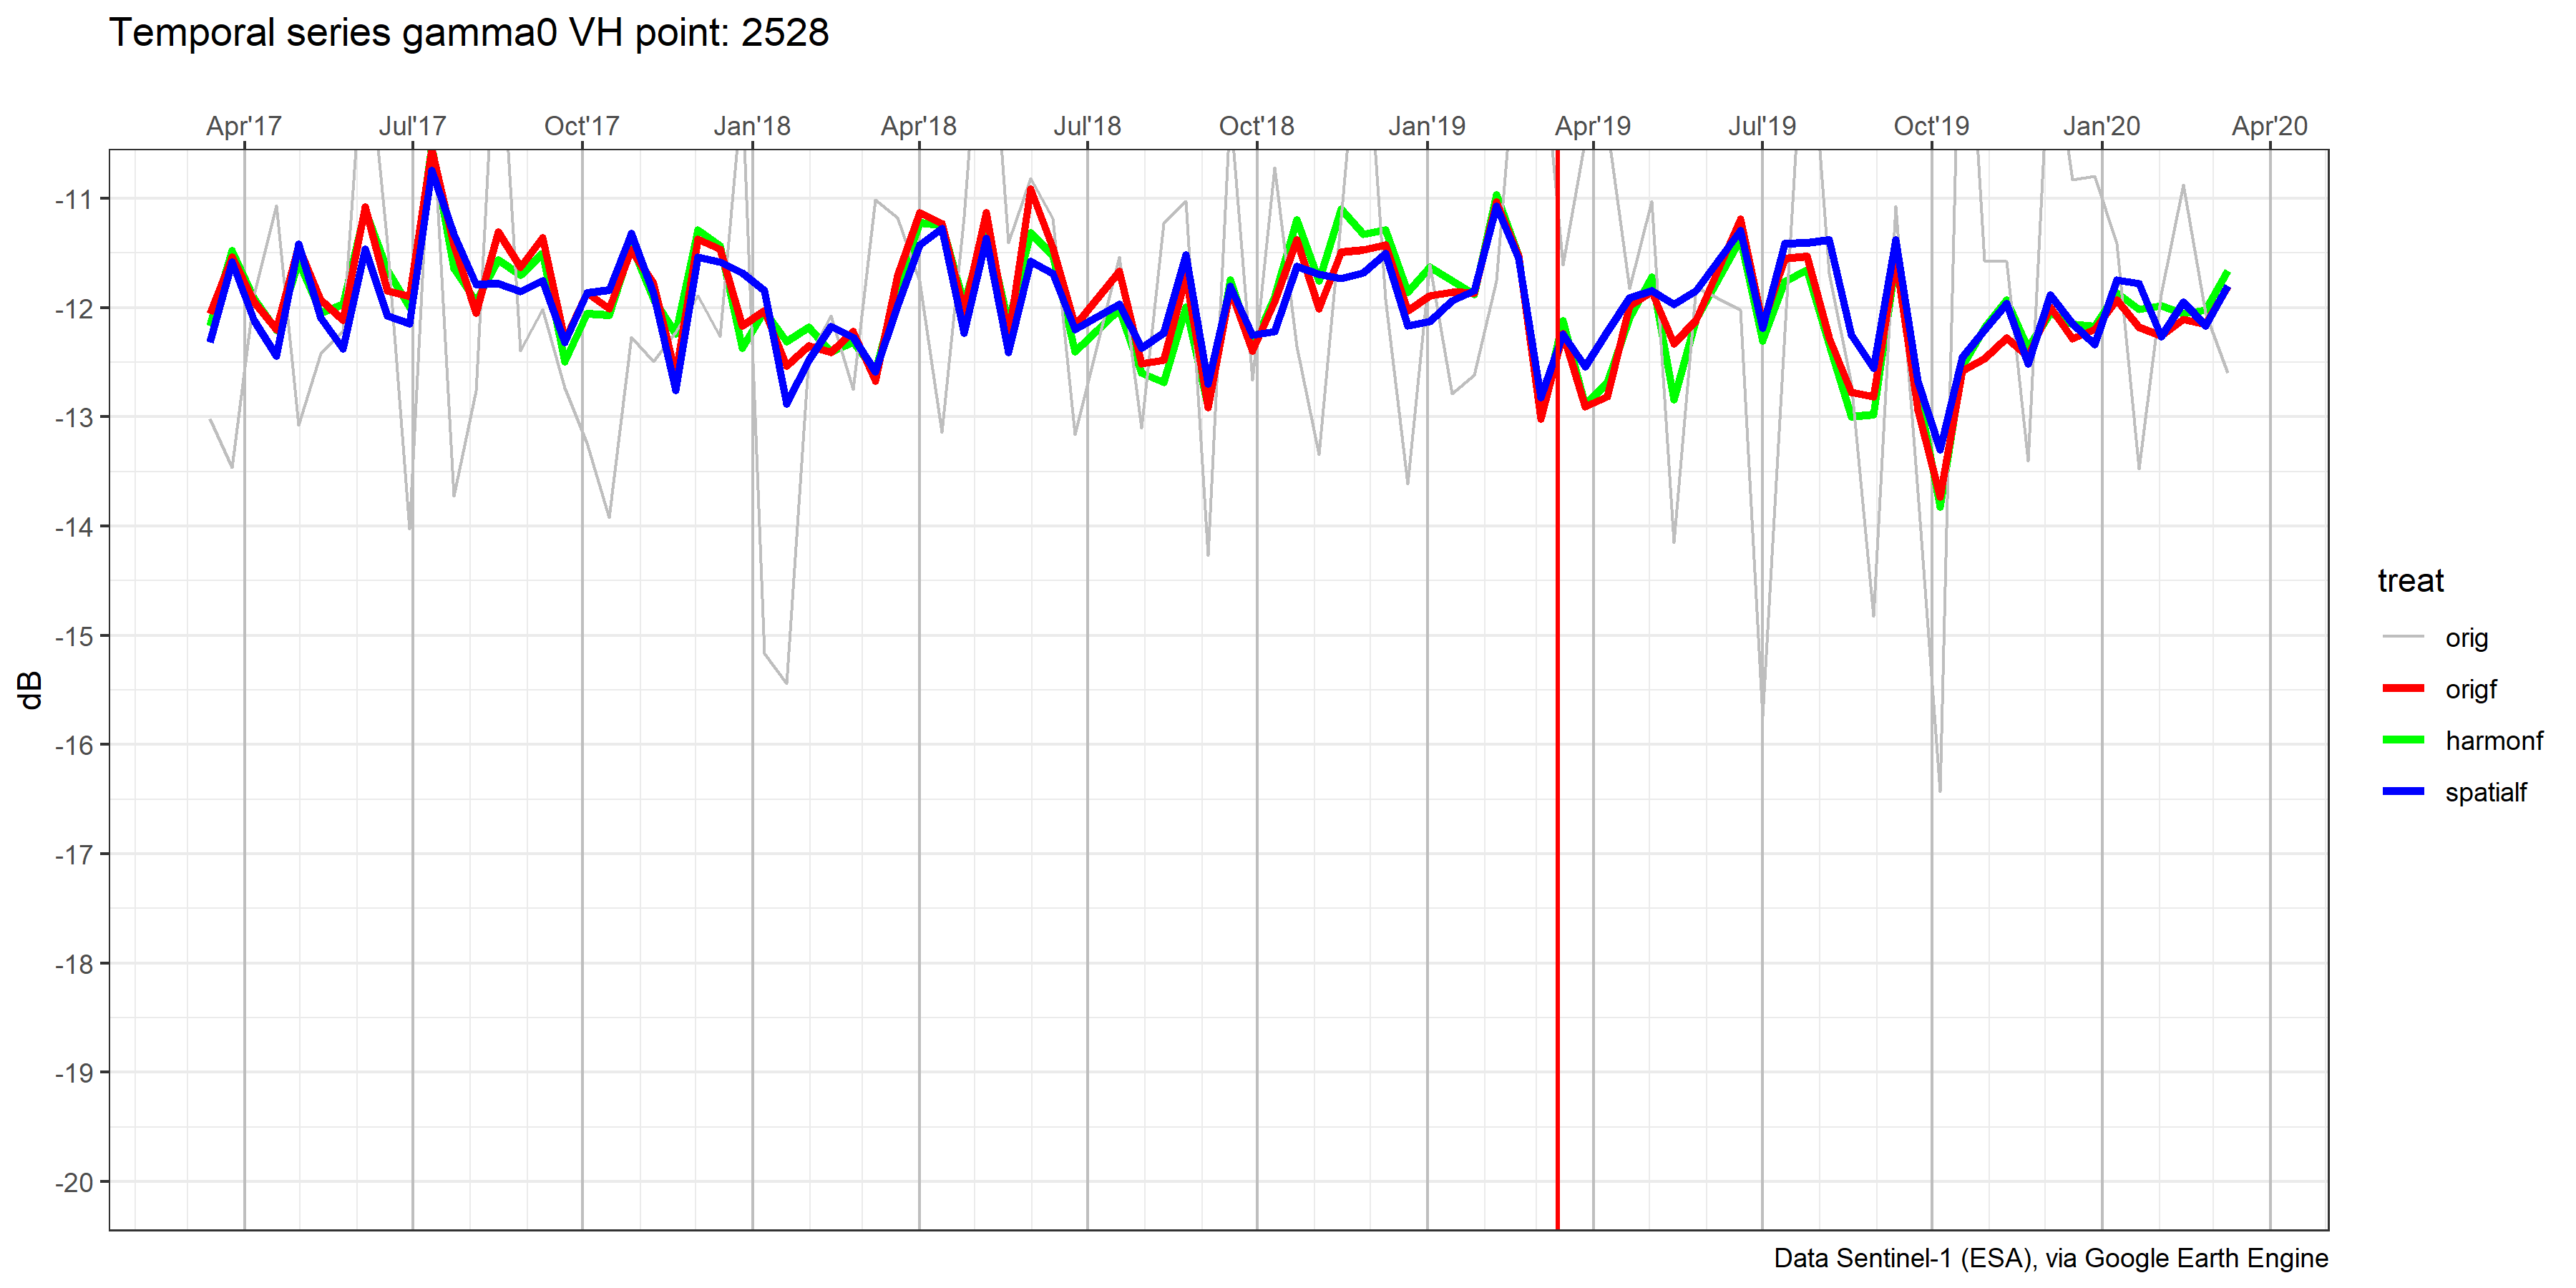 Temporal series gamma0 VH point: 2528
Apr'17 Jul'17 Oct'17 Jan'18 Apr'18 Jul'18 Oct'18 Jan'19 Apr'19 Jul'19 Oct'19 Jan'20 Apr'20
-11
-12
-13
-14
-15
-16
-17
-18
-19
-20
dB
treat
orig
origf
harmonf
spatialf
Data Sentinel-1 (ESA), via Google Earth Engine